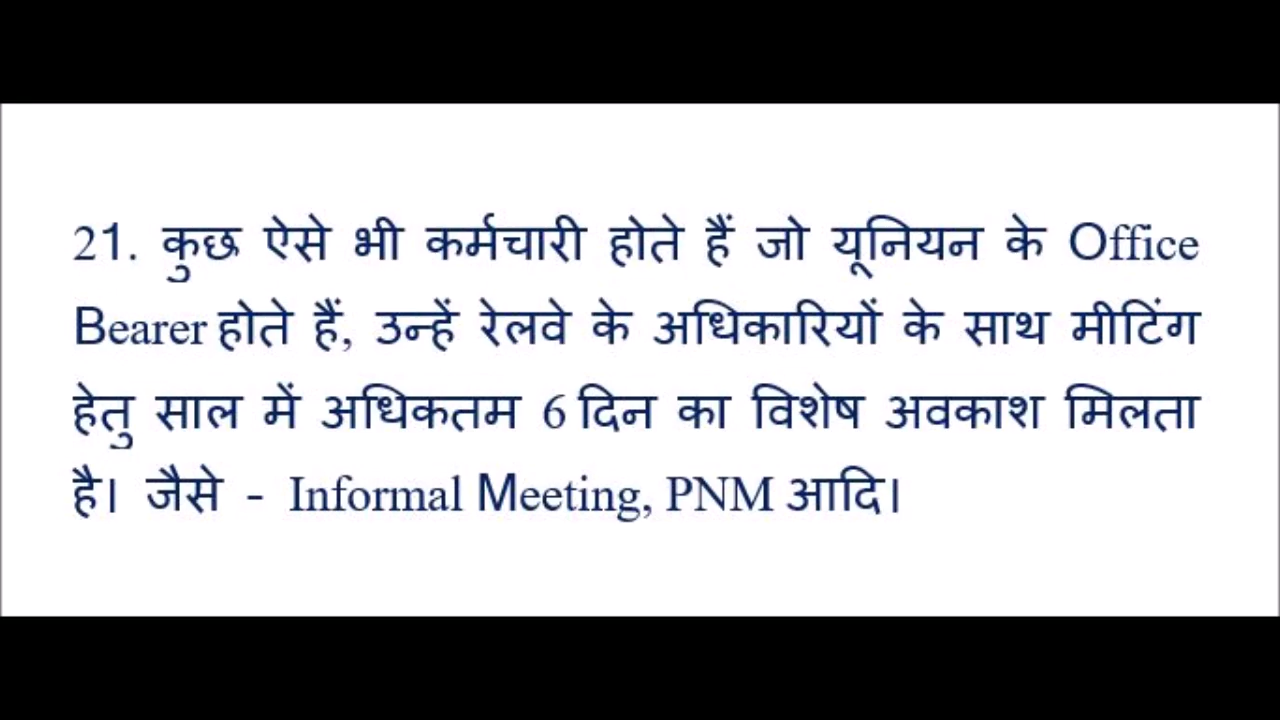 21. कुछ ऐसे भी कर्मचारी होते हैं जो यूनियन के Office
Bearer होते हैं, उन्हें रेलवे के अधिकारियों के साथ मीटिंग
हेतु साल में अधिकतम 6 दिन का विशेष अवकाश मिलता
है। जैसे - Informal Meeting, PNM आदि।